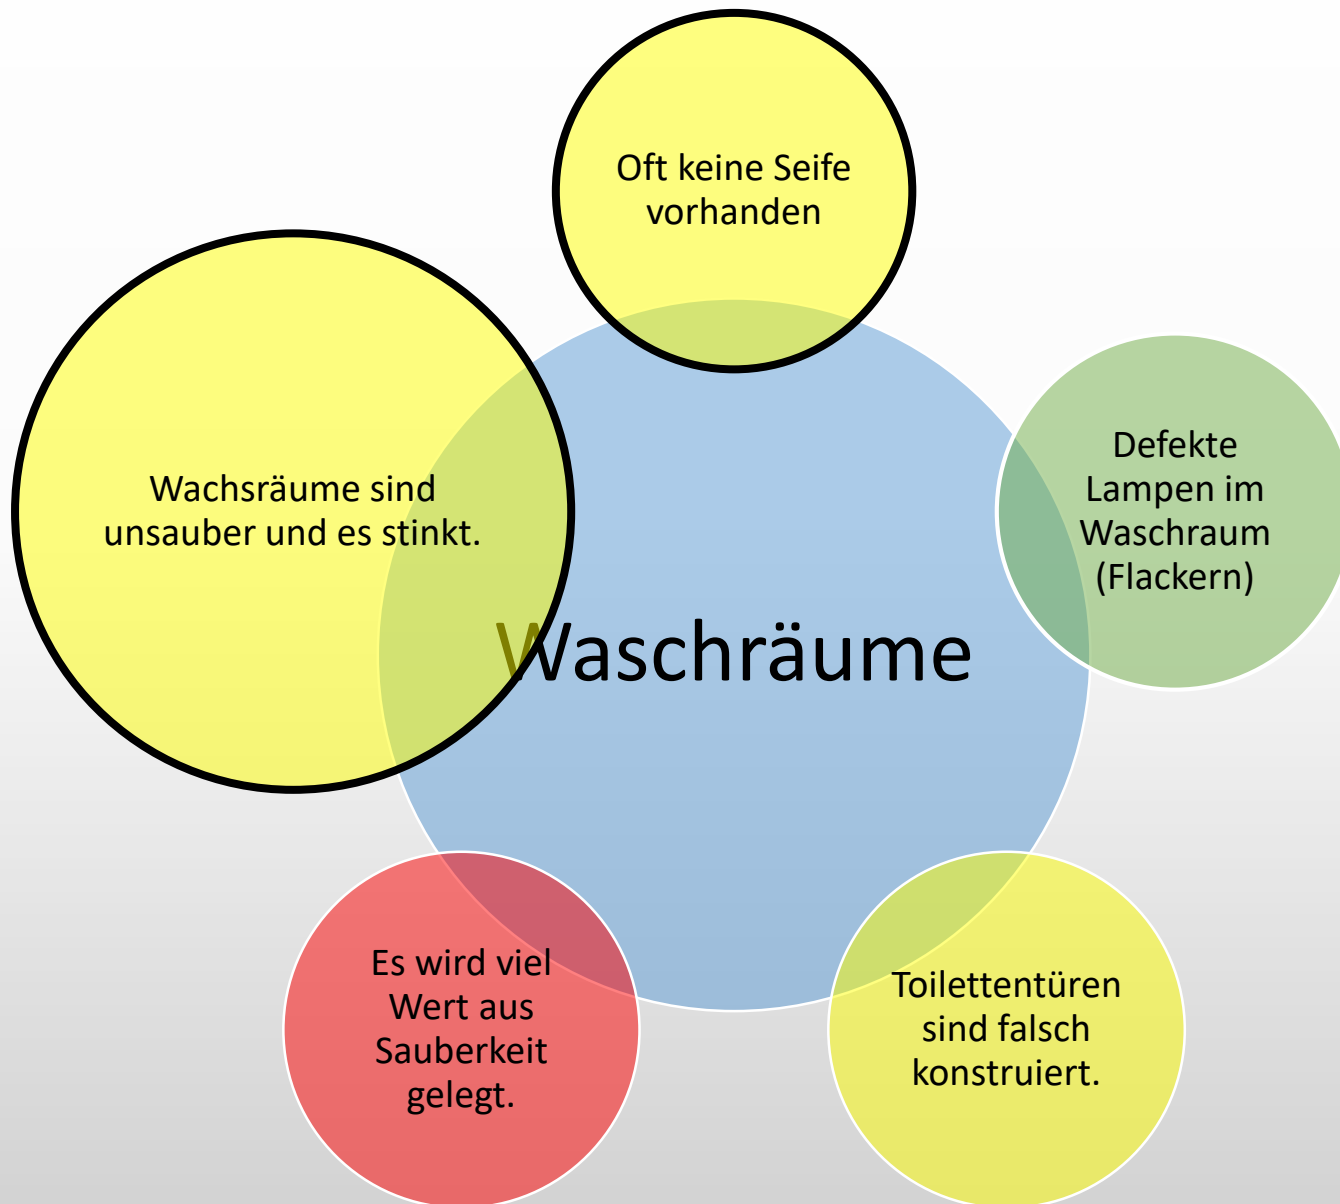 Oft keine Seife
vorhanden
Defekte
Lampen im
Waschraum
(Flackern)
Wachsräume sind
unsauber und es stinkt.
Waschräume
Es wird viel
Wert aus
Sauberkeit
gelegt.
Toilettentüren
sind falsch
konstruiert.